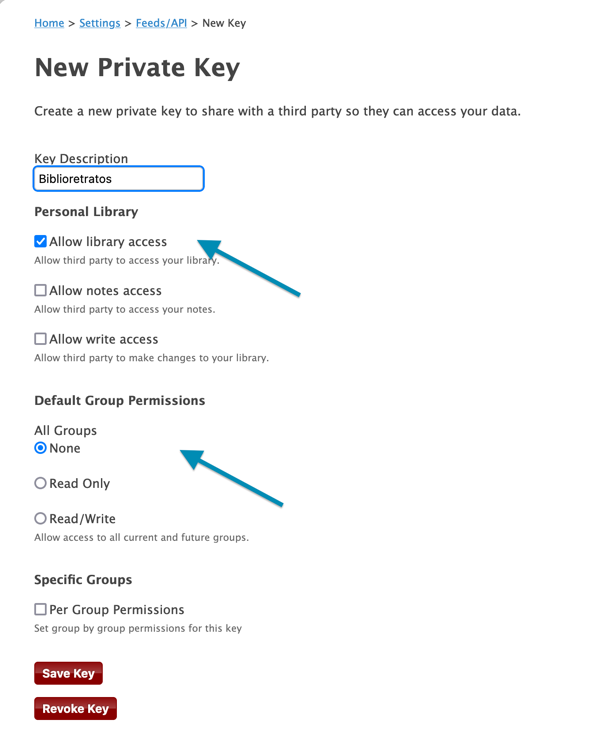 Home > Settings > Feeds/API > New Key
New Private Key
Create a new private key to share with a third party so they can access your data.
Key Description
Biblioretratos
Personal Library
Allow library access
Allow third party to access your library.
Allow notes access
Allow third party to access your notes.
Allow write access
Allow third party to make changes to your library.
Default Group Permissions
All Groups
None
Read Only
Read/Write
Allow access to all current and future groups.
Specific Groups
Per Group Permissions
Set group by group permissions for this key
Save Key
Revoke Key